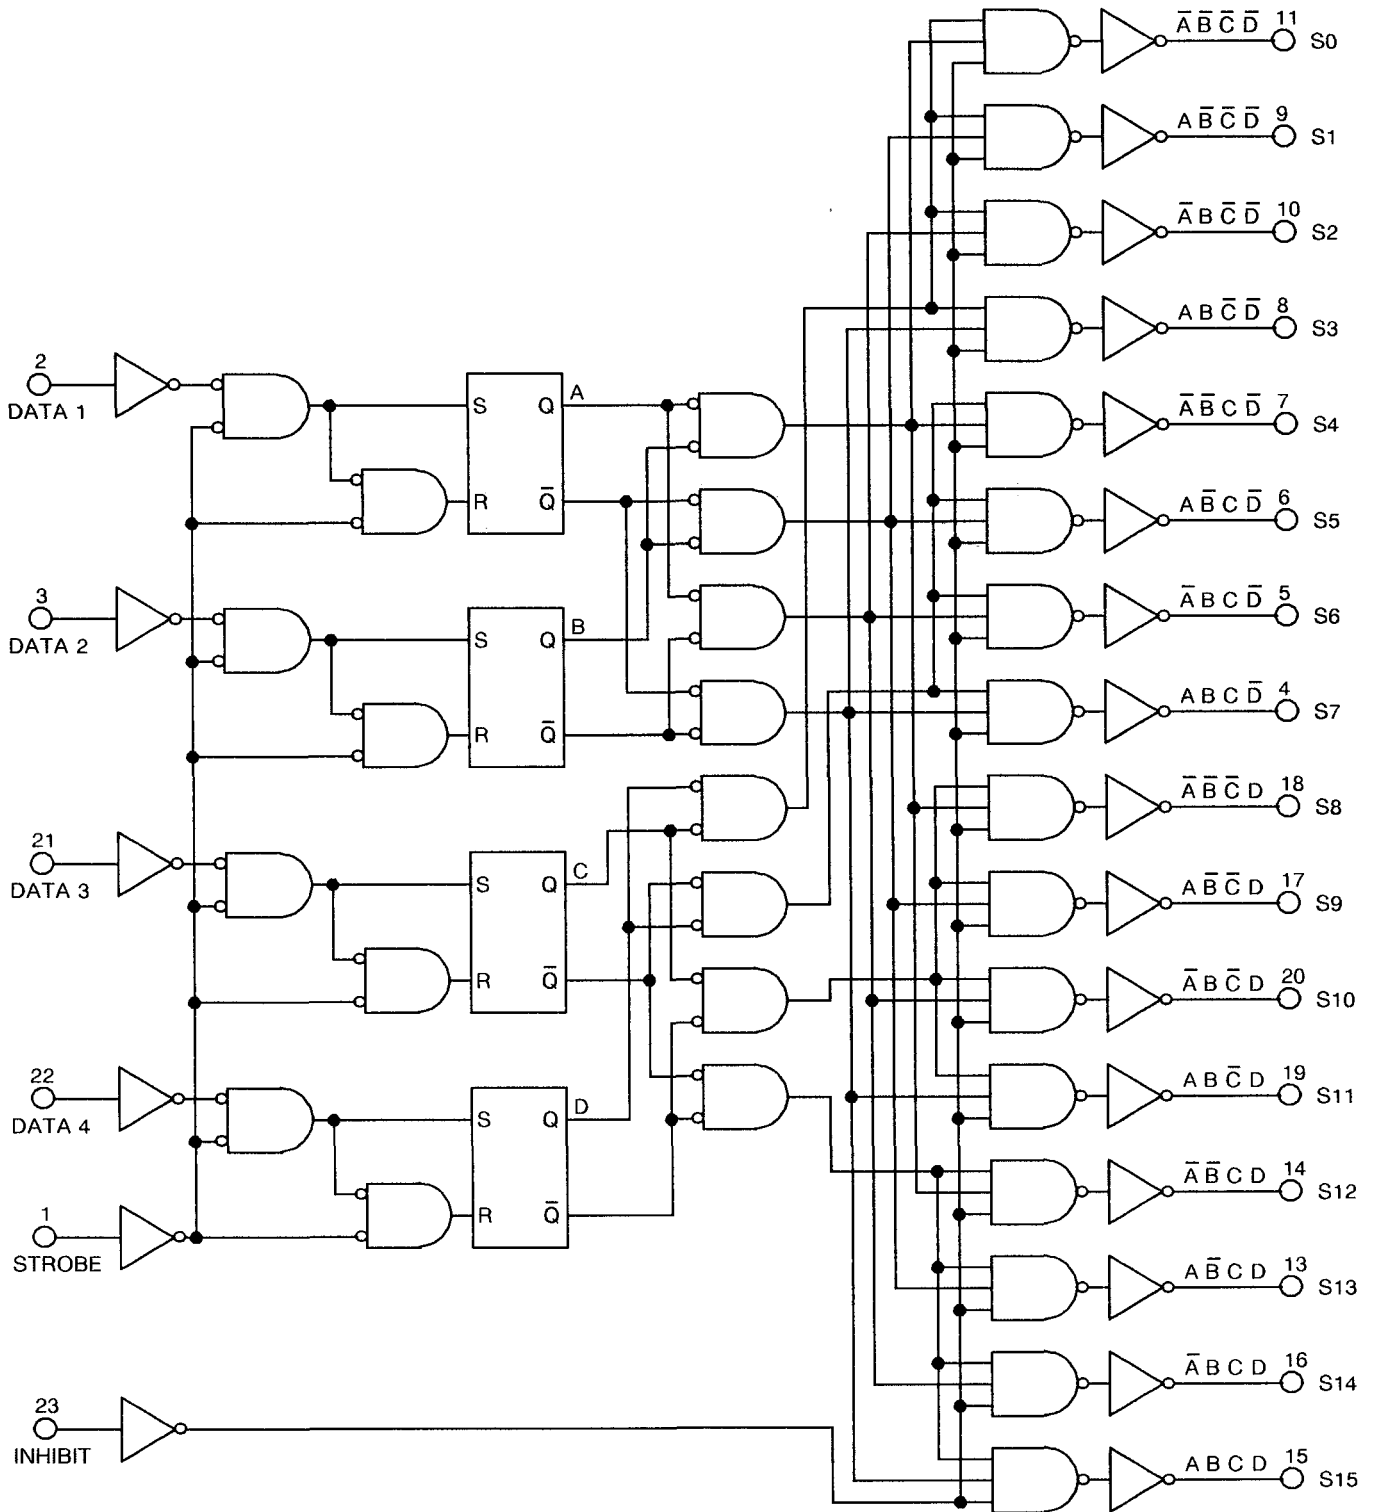 A̅ B̅ C̅ D̅ 11 S0
A B̅ C̅ D̅ 9 S1
A̅ B C̅ D̅ 10 S2
A B C̅ D̅ 8 S3
2
DATA 1
S Q A
R Q̅
A̅ B̅ C D̅ 7 S4
A B̅ C D̅ 6 S5
3
DATA 2
S Q B
R Q̅
A̅ B C D̅ 5 S6
A B C D̅ 4 S7
21
DATA 3
S Q C
R Q̅
A̅ B̅ C̅ D 18 S8
A B̅ C̅ D 17 S9
A̅ B C̅ D 20 S10
22
DATA 4
S Q D
R Q̅
A B C̅ D 19 S11
A̅ B̅ C D 14 S12
1
STROBE
A B̅ C D 13 S13
A̅ B C D 16 S14
23
INHIBIT
A B C D 15 S15